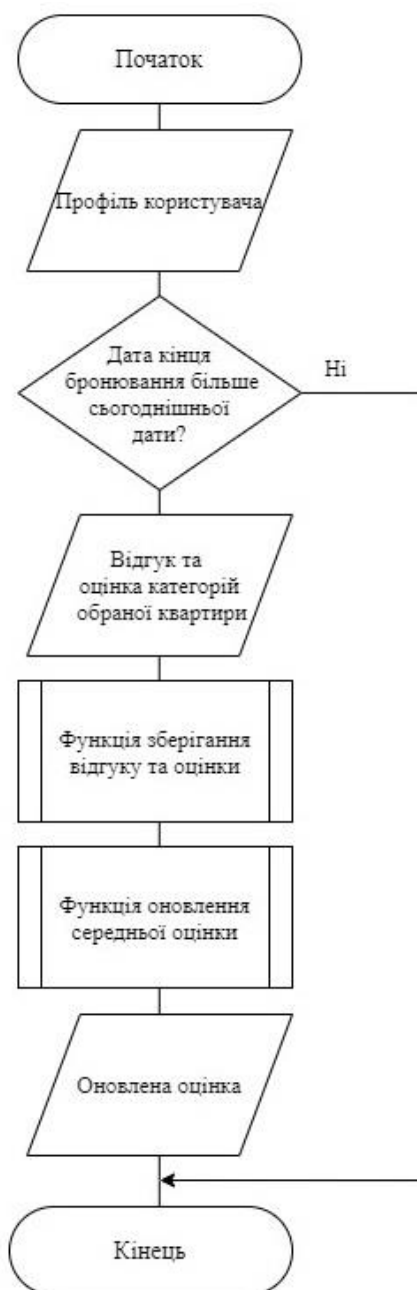 Початок
Профіль користувача
Дата кінця
бронювання більше
сьогоднішньої
дати?
Ні
Відгук та
оцінка категорій
обраної квартири
Функція зберігання
відгуку та оцінки
Функція оновлення
середньої оцінки
Оновлена оцінка
Кінець